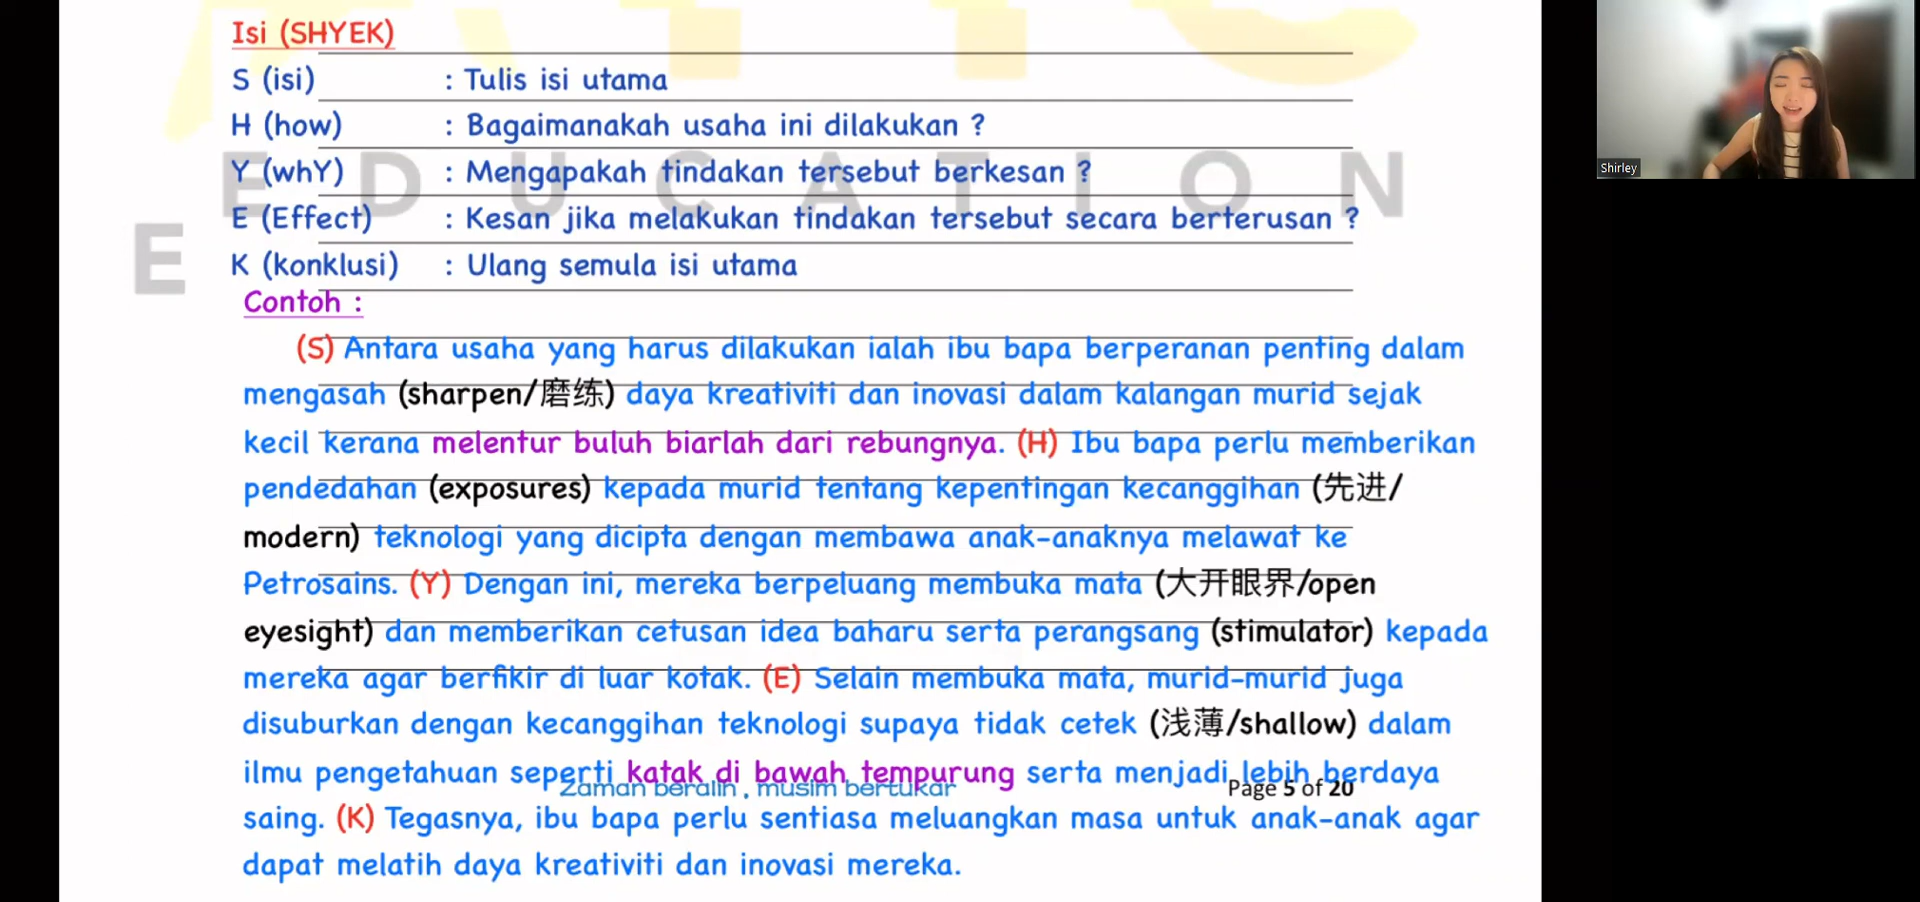 Isi (SHYEK)
S (isi) : Tulis isi utama
H (how) : Bagaimanakah usaha ini dilakukan ?
Y (whY) : Mengapakah tindakan tersebut berkesan ?
E D U C A T I O N
E (Effect) : Kesan jika melakukan tindakan tersebut secara berterusan ?
E
K (konklusi) : Ulang semula isi utama
Contoh :
(S) Antara usaha yang harus dilakukan ialah ibu bapa berperanan penting dalam
mengasah (sharpen/磨练) daya kreativiti dan inovasi dalam kalangan murid sejak
kecil kerana melentur buluh biarlah dari rebungnya. (H) Ibu bapa perlu memberikan
pendedahan (exposures) kepada murid tentang kepentingan kecanggihan (先进/
modern) teknologi yang dicipta dengan membawa anak-anaknya melawat ke
Petrosains. (Y) Dengan ini, mereka berpeluang membuka mata (大开眼界/open
eyesight) dan memberikan cetusan idea baharu serta perangsang (stimulator) kepada
mereka agar berfikir di luar kotak. (E) Selain membuka mata, murid-murid juga
disuburkan dengan kecanggihan teknologi supaya tidak cetek (浅薄/shallow) dalam
ilmu pengetahuan seperti katak di bawah tempurung serta menjadi lebih berdaya
Zaman beralih , musim bertukar
Page 5 of 20
saing. (K) Tegasnya, ibu bapa perlu sentiasa meluangkan masa untuk anak-anak agar
dapat melatih daya kreativiti dan inovasi mereka.
Shirley